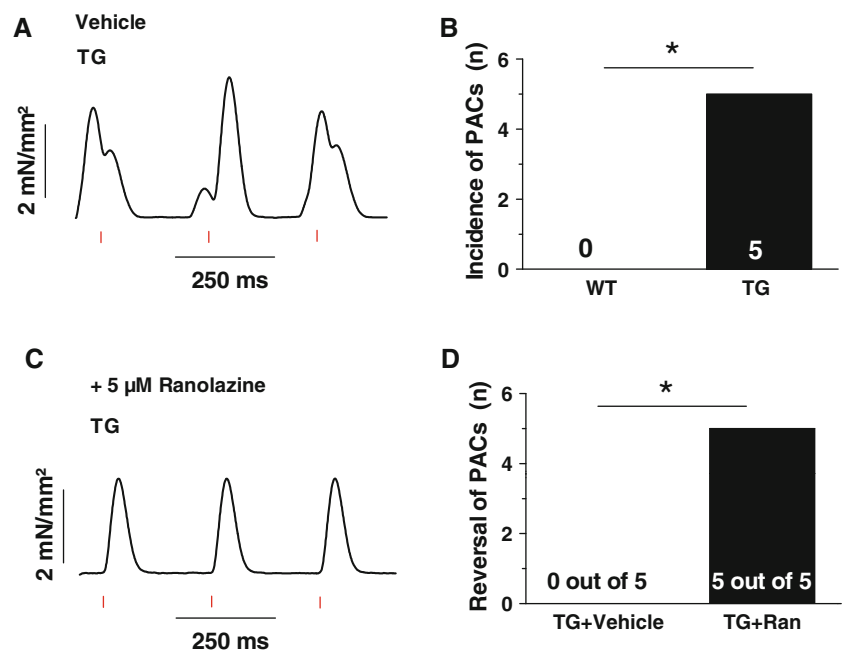 A
Vehicle
TG
2 mN/mm²
250 ms
B
*
Incidence of PACs (n)
6
4
2
0
0
5
WT
TG
C
+ 5 µM Ranolazine
TG
2 mN/mm²
250 ms
D
*
Reversal of PACs (n)
6
4
2
0
0 out of 5
5 out of 5
TG+Vehicle
TG+Ran